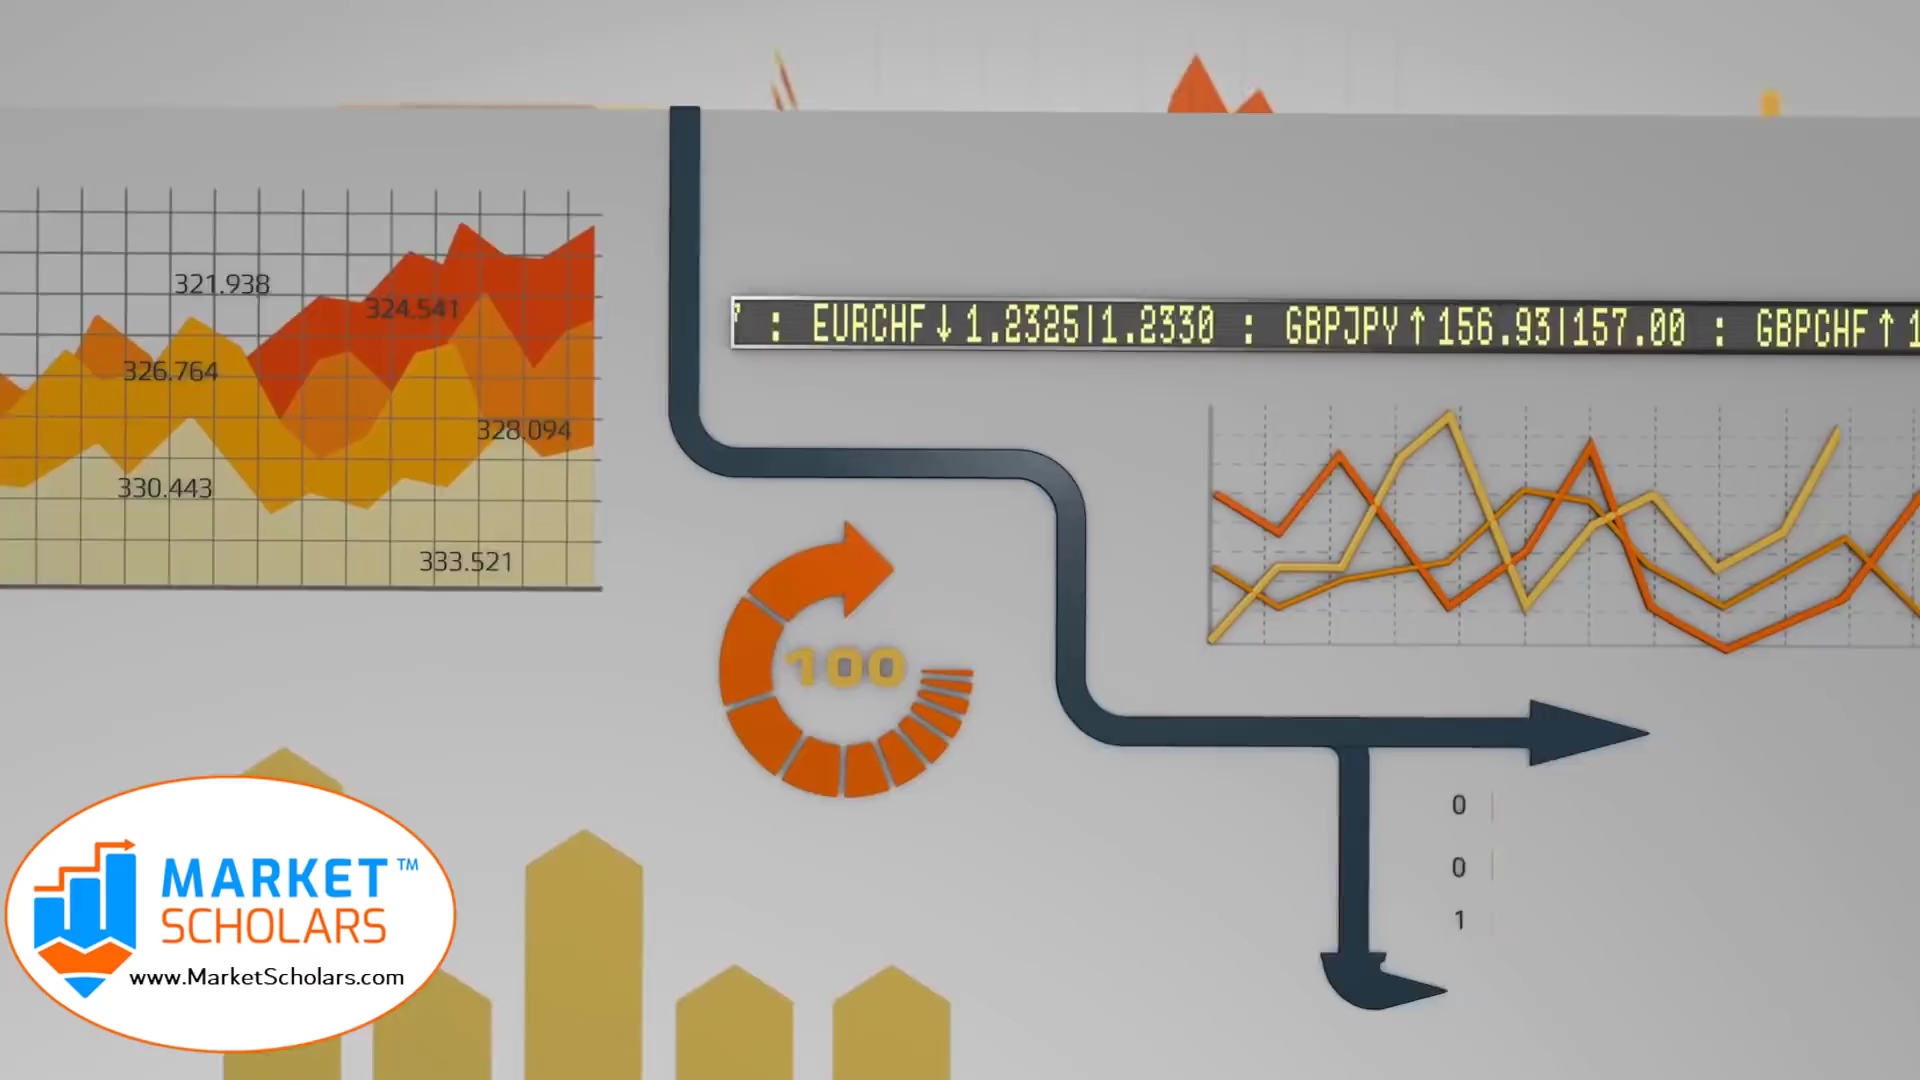 321.938
324.541
326.764
328.094
330.443
333.521
: EURCHF↓1.2325|1.2330 : GBPJPY↑156.93|157.00 : GBPCHF↑1
100
0
0
1
MARKET™
SCHOLARS
www.MarketScholars.com